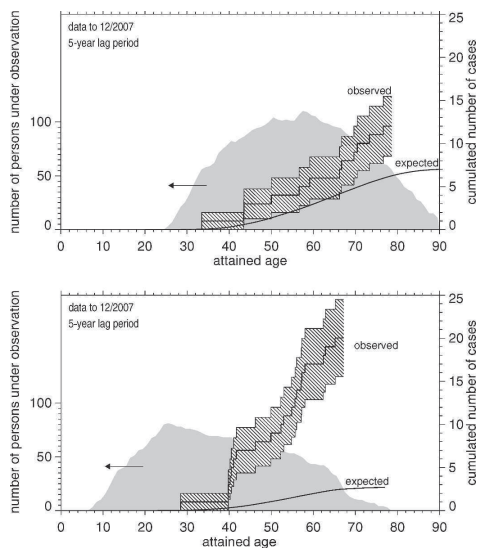 data to 12/2007
5-year lag period
number of persons under observation
100
50
0
observed
expected
25
20
15
10
5
0
cumulated number of cases
0 10 20 30 40 50 60 70 80 90
attained age
data to 12/2007
5-year lag period
number of persons under observation
100
50
0
observed
expected
25
20
15
10
5
0
cumulated number of cases
0 10 20 30 40 50 60 70 80 90
attained age